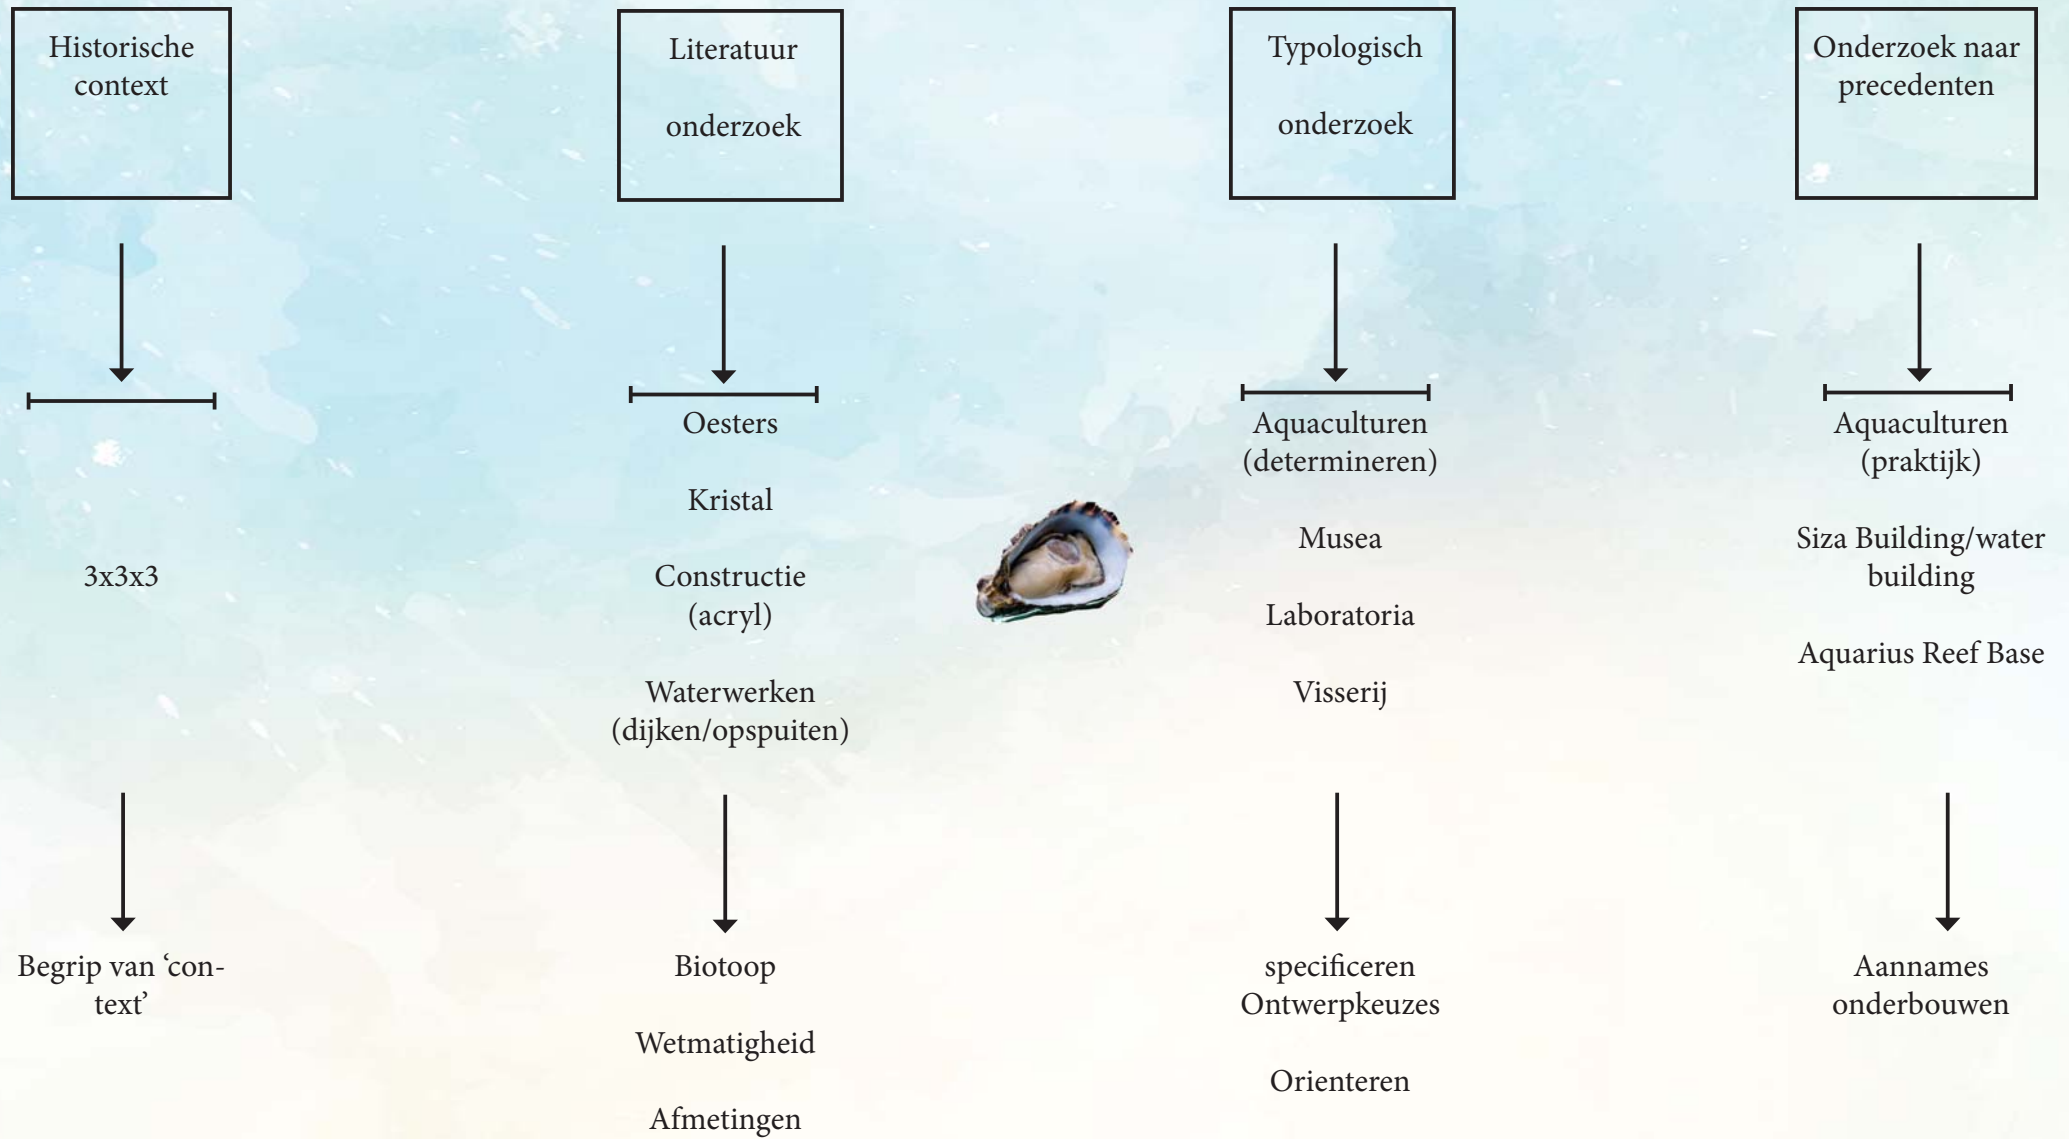 Historische
context
3x3x3
Begrip van ‘con-
text’
Literatuur
onderzoek
Oesters
Kristal
Constructie
(acryl)
Waterwerken
(dijken/opspuiten)
Biotoop
Wetmatigheid
Afmetingen
Typologisch
onderzoek
Aquaculturen
(determineren)
Musea
Laboratoria
Visserij
specificeren
Ontwerpkeuzes
Orienteren
Onderzoek naar
precedenten
Aquaculturen
(praktijk)
Siza Building/water
building
Aquarius Reef Base
Aannames
onderbouwen